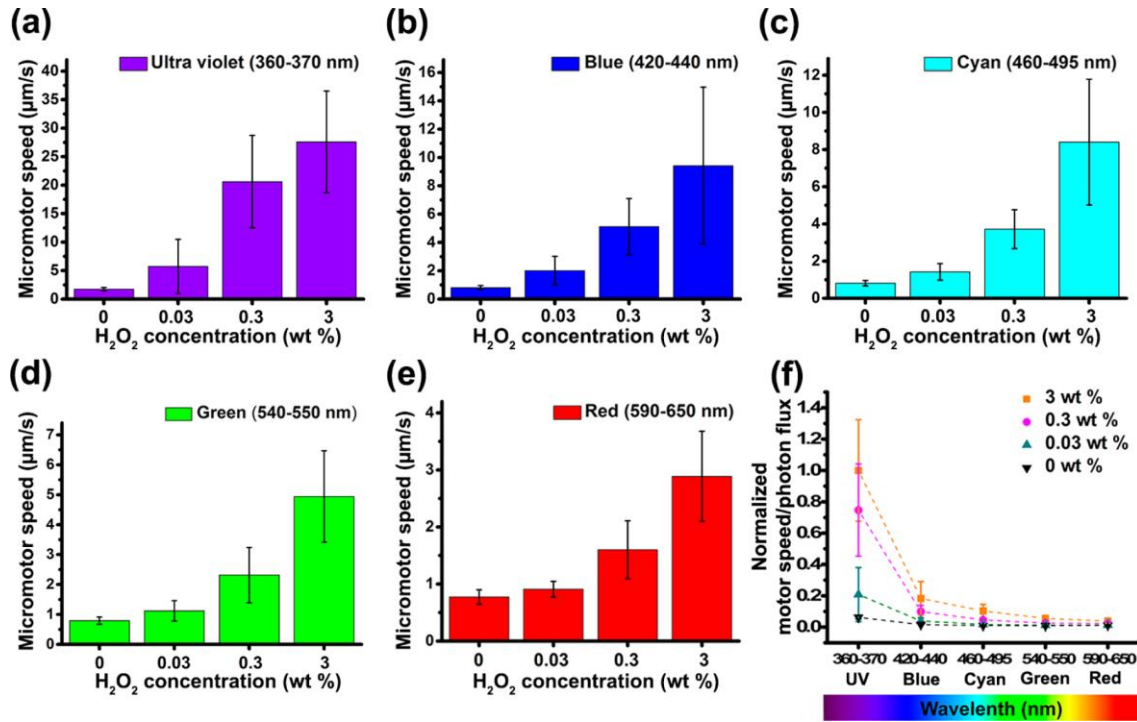 (a)
Ultra violet (360-370 nm)
Micromotor speed (µm/s)
40
35
30
25
20
15
10
5
0
0 0.03 0.3 3
H₂O₂ concentration (wt %)
(b)
Blue (420-440 nm)
Micromotor speed (µm/s)
16
14
12
10
8
6
4
2
0
0 0.03 0.3 3
H₂O₂ concentration (wt %)
(c)
Cyan (460-495 nm)
Micromotor speed (µm/s)
12
10
8
6
4
2
0
0 0.03 0.3 3
H₂O₂ concentration (wt %)
(d)
Green (540-550 nm)
Micromotor speed (µm/s)
7
6
5
4
3
2
1
0
0 0.03 0.3 3
H₂O₂ concentration (wt %)
(e)
Red (590-650 nm)
Micromotor speed (µm/s)
4
3
2
1
0
0 0.03 0.3 3
H₂O₂ concentration (wt %)
(f)
3 wt %
0.3 wt %
0.03 wt %
0 wt %
Normalized
motor speed/photon flux
1.4
1.2
1.0
0.8
0.6
0.4
0.2
0.0
360-370 420-440 460-495 540-550 590-650
UV Blue Cyan Green Red
Wavelenth (nm)